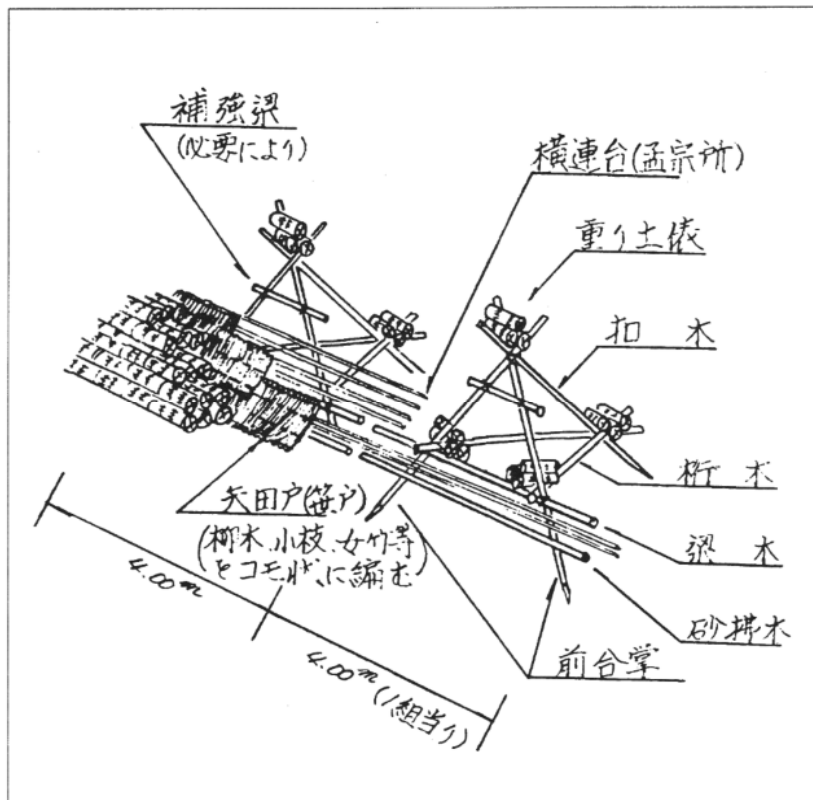 補強梁
(必要により)
横連台(孟宗所)
重り土俵
扣木
桁木
梁木
砂拂木
前合掌
矢田戸(笹戸)
(柳木、小枝、女竹等
をコモ状に編む)
4.00m
4.00m(1組当り)